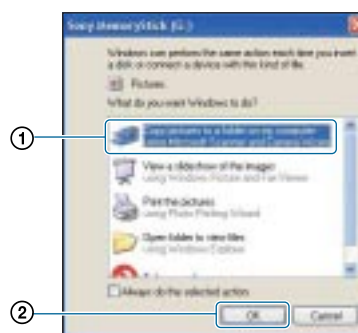 Sony MemoryStick (G:)
Windows can perform the same action each time you insert
a disk or connect a device with this kind of file:
Pictures
What do you want Windows to do?
① Copy pictures to a folder on my computer
using Microsoft Scanner and Camera Wizard
View a slideshow of the images
using Windows Picture and Fax Viewer
Print the pictures
using Photo Printing Wizard
Open folder to view files
using Windows Explorer
Always do the selected action
② OK Cancel